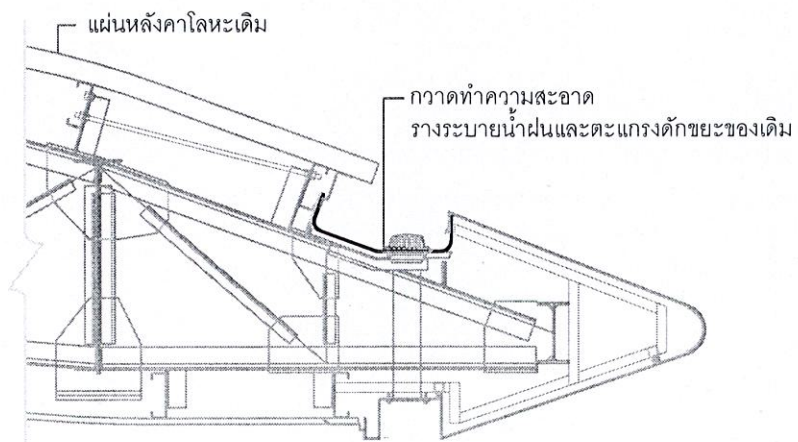 แผ่นหลังคาโลหะเดิม
กวาดทำความสะอาด
รางระบายน้ำฝนและตะแกรงดักขยะของเดิม